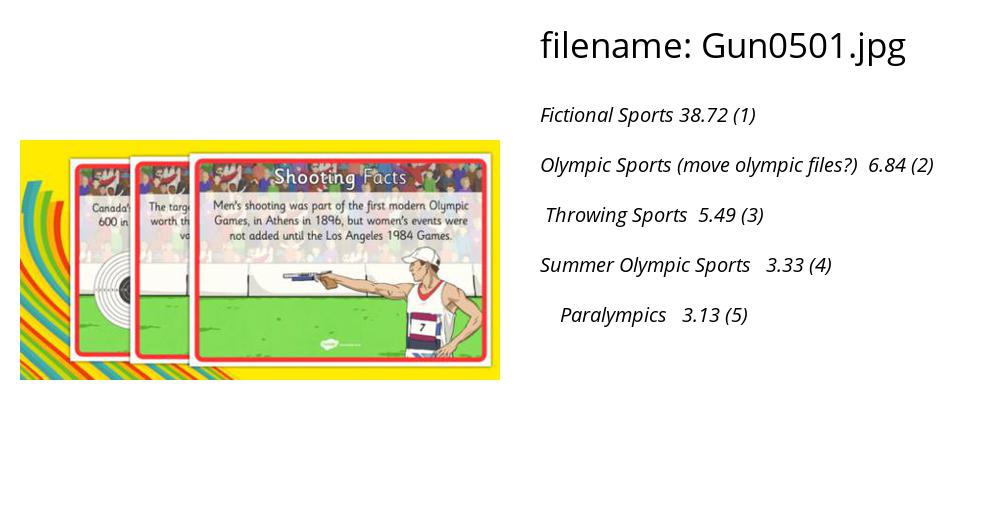 filename: Gun0501.jpg
Fictional Sports 38.72 (1)
Olympic Sports (move olympic files?) 6.84 (2)
Throwing Sports 5.49 (3)
Summer Olympic Sports 3.33 (4)
Paralympics 3.13 (5)
Shooting Facts
Men's shooting was part of the first modern Olympic
Games, in Athens in 1896, but women's events were
not added until the Los Angeles 1984 Games.
7
Canada's
600 in
The targe
worth th